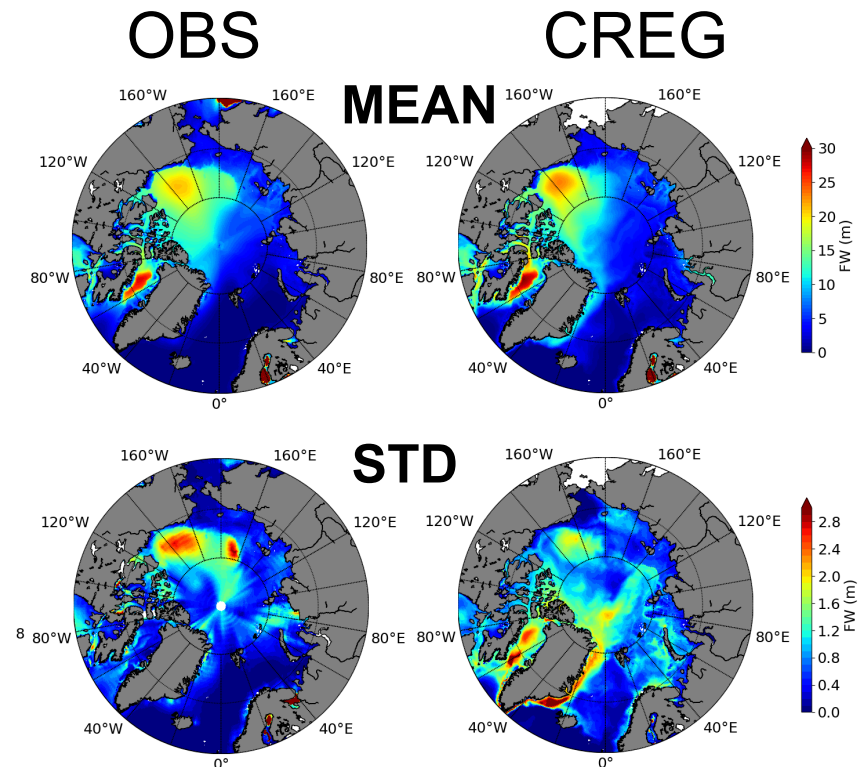 OBS CREG
MEAN
160°W 160°E 160°W 160°E
120°W 120°E 120°W 120°E
80°W 80°E 80°W 80°E
40°W 40°E 40°W 40°E
0° 0°
30
25
20
15
10
5
0
FW (m)
STD
160°W 160°E 160°W 160°E
120°W 120°E 120°W 120°E
8 80°W 80°E 80°W 80°E
40°W 40°E 40°W 40°E
0° 0°
2.8
2.4
2.0
1.6
1.2
0.8
0.4
0.0
FW (m)